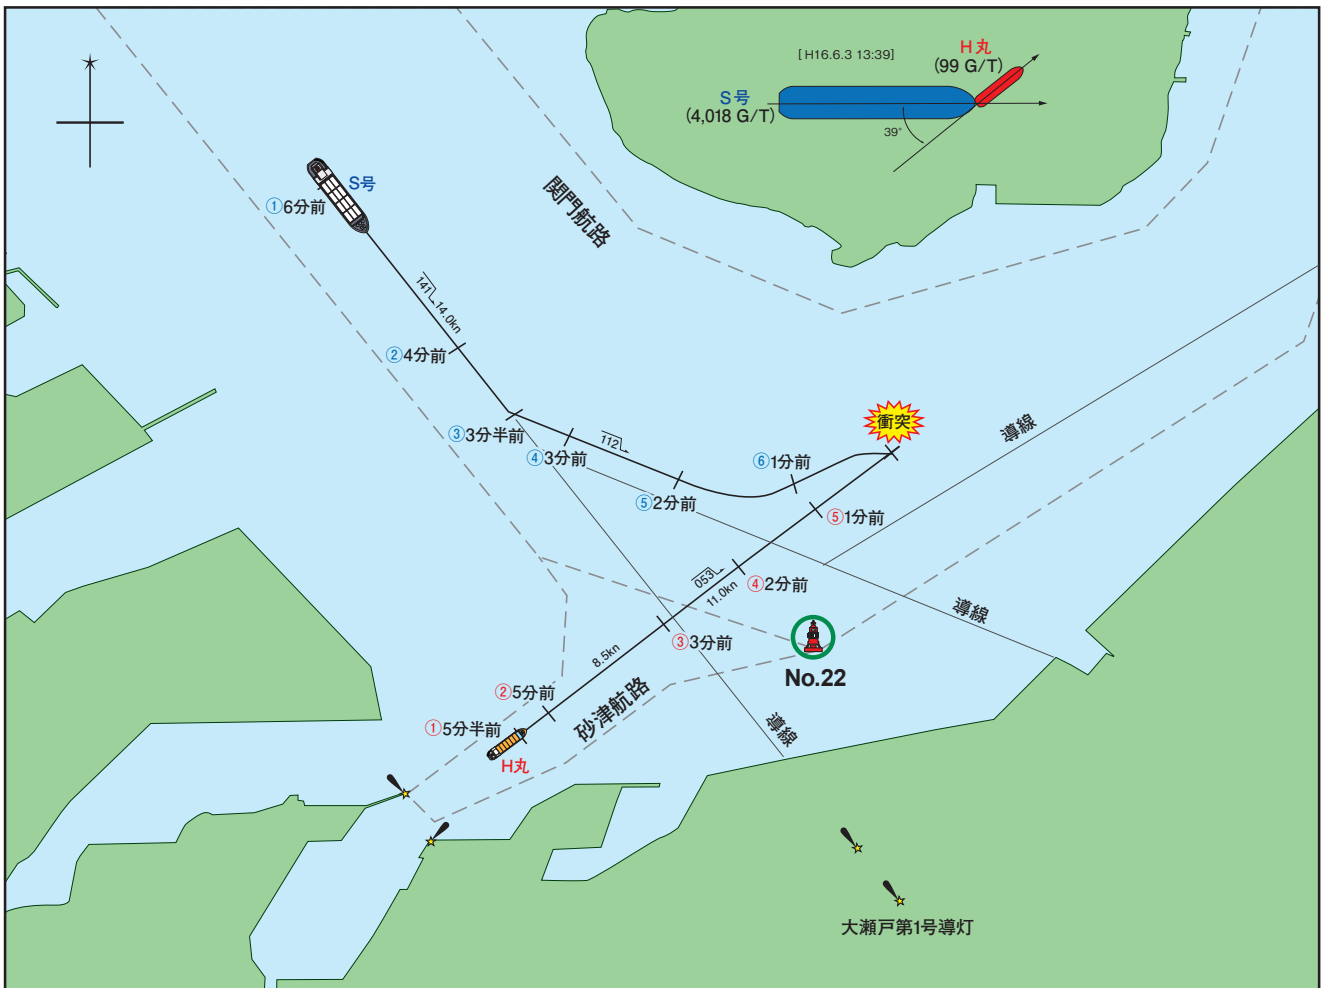 [H16.6.3 13:39]
H丸
(99 G/T)
S号
(4,018 G/T)
39°
S号
①6分前
関門航路
141
14.0kn
②4分前
③3分半前
④3分前
112
⑤2分前
⑥1分前
衝突
導線
⑤1分前
053
11.0kn
④2分前
導線
③3分前
8.5kn
No.22
②5分前
砂津航路
①5分半前
H丸
導線
大瀬戸第1号導灯